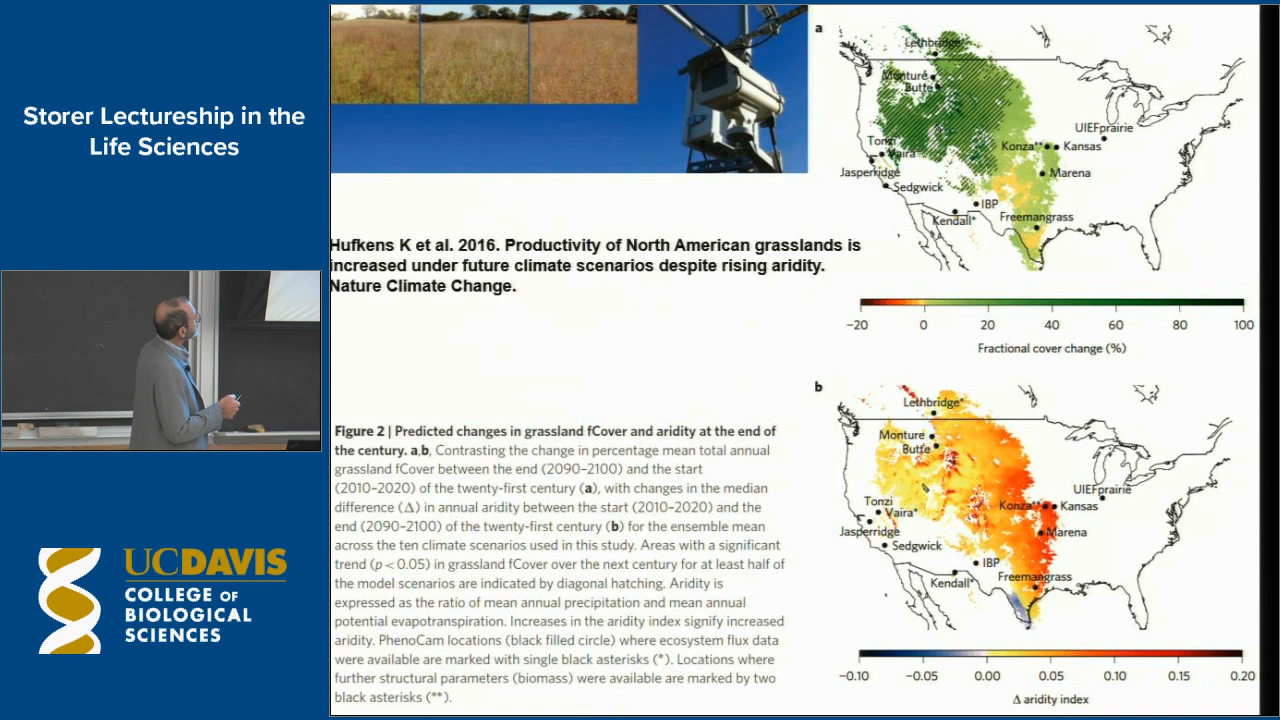 Storer Lectureship in the
Life Sciences
UCDAVIS
COLLEGE OF
BIOLOGICAL
SCIENCES
Hufkens K et al. 2016. Productivity of North American grasslands is
increased under future climate scenarios despite rising aridity.
Nature Climate Change.
Figure 2 | Predicted changes in grassland fCover and aridity at the end of
the century. a,b, Contrasting the change in percentage mean total annual
grassland fCover between the end (2090–2100) and the start
(2010–2020) of the twenty-first century (a), with changes in the median
difference (Δ) in annual aridity between the start (2010–2020) and the
end (2090–2100) of the twenty-first century (b) for the ensemble mean
across the ten climate scenarios used in this study. Areas with a significant
trend (p < 0.05) in grassland fCover over the next century for at least half of
the model scenarios are indicated by diagonal hatching. Aridity is
expressed as the ratio of mean annual precipitation and mean annual
potential evapotranspiration. Increases in the aridity index signify increased
aridity. PhenoCam locations (black filled circle) where ecosystem flux data
were available are marked with single black asterisks (*). Locations where
further structural parameters (biomass) were available are marked by two
black asterisks (**).
a
Lethbridge*
Monture
Butte
UIEFprairie
Tonzi
Vaira*
Konza**
Kansas
Jasperridge
Marena
Sedgwick
IBP
Kendall*
Freemangrass
−20 0 20 40 60 80 100
Fractional cover change (%)
b
Lethbridge*
Monture
Butte
UIEFprairie
Tonzi
Vaira*
Konza**
Kansas
Jasperridge
Marena
Sedgwick
IBP
Kendall*
Freemangrass
−0.10 −0.05 0.00 0.05 0.10 0.15 0.20
Δ aridity index